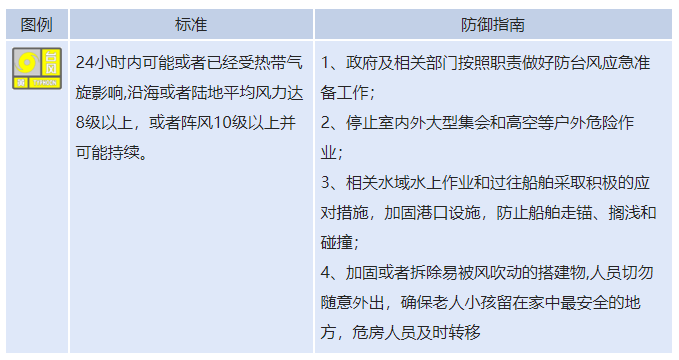 图例 标准 防御指南
台风
黄
24小时内可能或者已经受热带气
旋影响,沿海或者陆地平均风力达
8级以上，或者阵风10级以上并
可能持续。
1、政府及相关部门按照职责做好防台风应急准
备工作；
2、停止室内外大型集会和高空等户外危险作
业；
3、相关水域水上作业和过往船舶采取积极的应
对措施，加固港口设施，防止船舶走锚、搁浅和
碰撞；
4、加固或者拆除易被风吹动的搭建物,人员切勿
随意外出，确保老人小孩留在家中最安全的地
方，危房人员及时转移